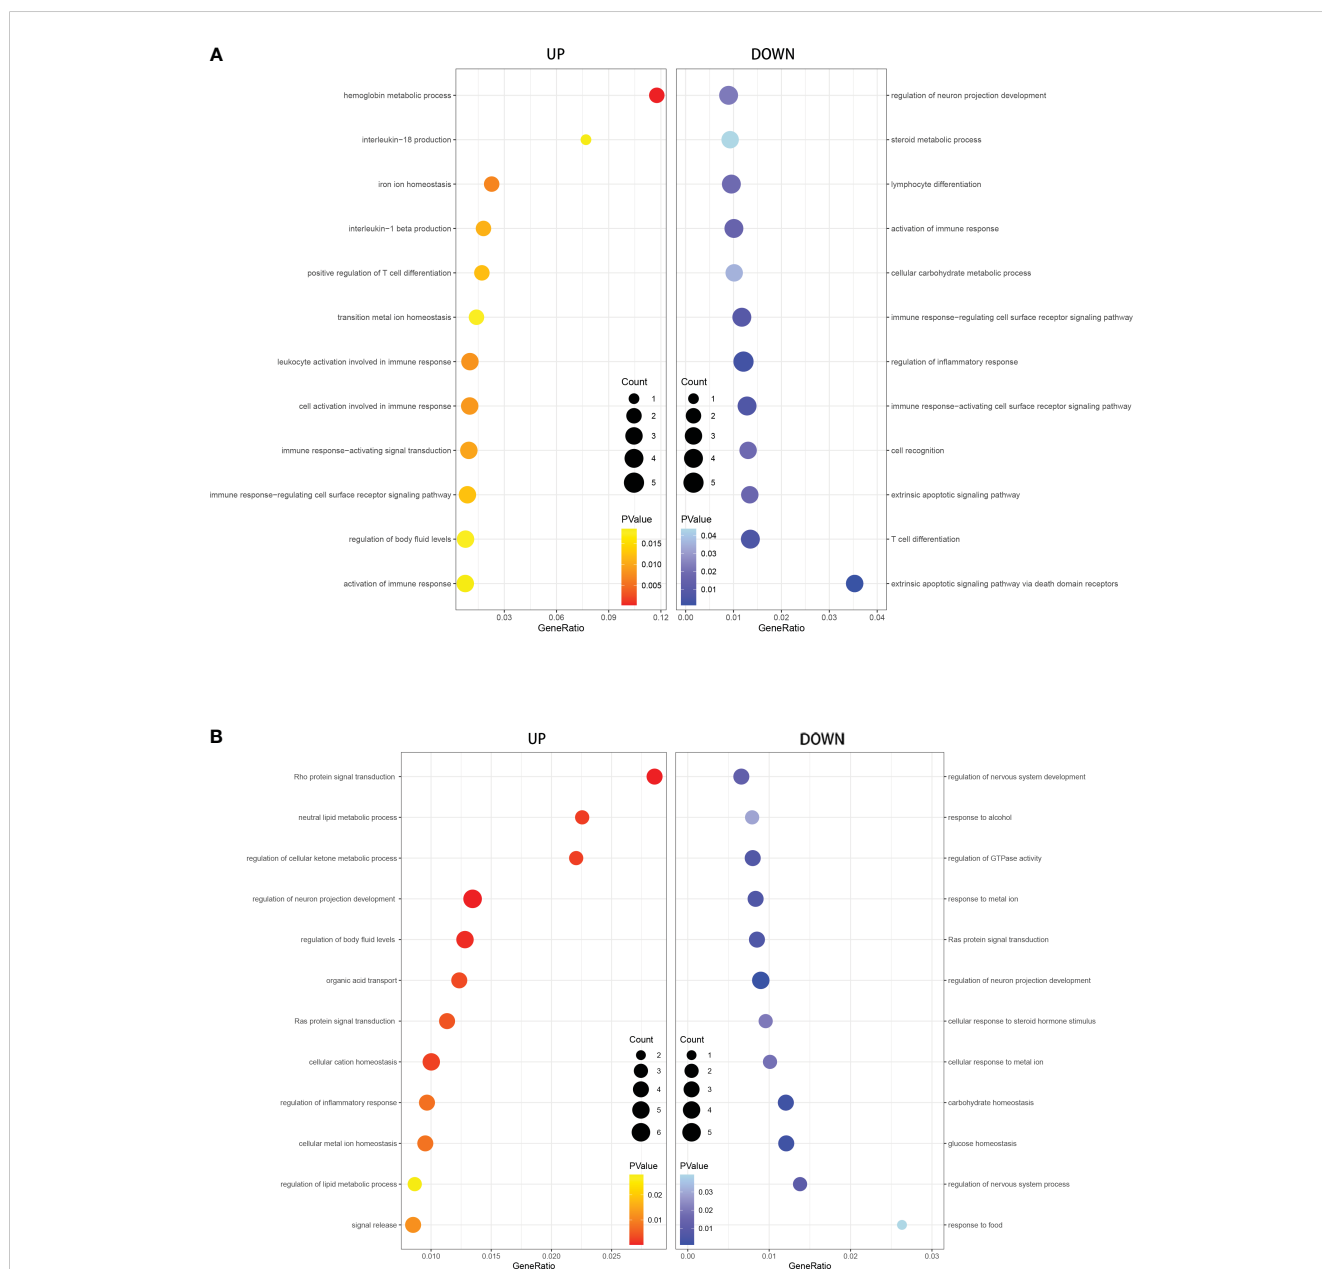 A
UP
DOWN
hemoglobin metabolic process
interleukin−18 production
iron ion homeostasis
interleukin−1 beta production
positive regulation of T cell differentiation
transition metal ion homeostasis
leukocyte activation involved in immune response
cell activation involved in immune response
immune response−activating signal transduction
immune response−regulating cell surface receptor signaling pathway
regulation of body fluid levels
activation of immune response
Count
1
2
3
4
5
PValue
0.015
0.010
0.005
0.03
0.06
0.09
0.12
GeneRatio
Count
1
2
3
4
5
PValue
0.04
0.03
0.02
0.01
0.00
0.01
0.02
0.03
0.04
GeneRatio
regulation of neuron projection development
steroid metabolic process
lymphocyte differentiation
activation of immune response
cellular carbohydrate metabolic process
immune response−regulating cell surface receptor signaling pathway
regulation of inflammatory response
immune response−activating cell surface receptor signaling pathway
cell recognition
extrinsic apoptotic signaling pathway
T cell differentiation
extrinsic apoptotic signaling pathway via death domain receptors
B
UP
DOWN
Rho protein signal transduction
neutral lipid metabolic process
regulation of cellular ketone metabolic process
regulation of neuron projection development
regulation of body fluid levels
organic acid transport
Ras protein signal transduction
cellular cation homeostasis
regulation of inflammatory response
cellular metal ion homeostasis
regulation of lipid metabolic process
signal release
Count
2
3
4
5
6
PValue
0.02
0.01
0.010
0.015
0.020
0.025
GeneRatio
Count
1
2
3
4
5
PValue
0.03
0.02
0.01
0.00
0.01
0.02
0.03
GeneRatio
regulation of nervous system development
response to alcohol
regulation of GTPase activity
response to metal ion
Ras protein signal transduction
regulation of neuron projection development
cellular response to steroid hormone stimulus
cellular response to metal ion
carbohydrate homeostasis
glucose homeostasis
regulation of nervous system process
response to food